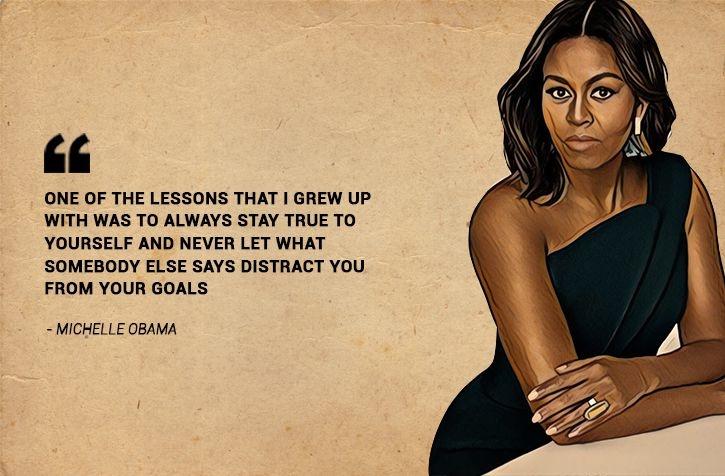 ONE OF THE LESSONS THAT I GREW UP
WITH WAS TO ALWAYS STAY TRUE TO
YOURSELF AND NEVER LET WHAT
SOMEBODY ELSE SAYS DISTRACT YOU
FROM YOUR GOALS
- MICHELLE OBAMA